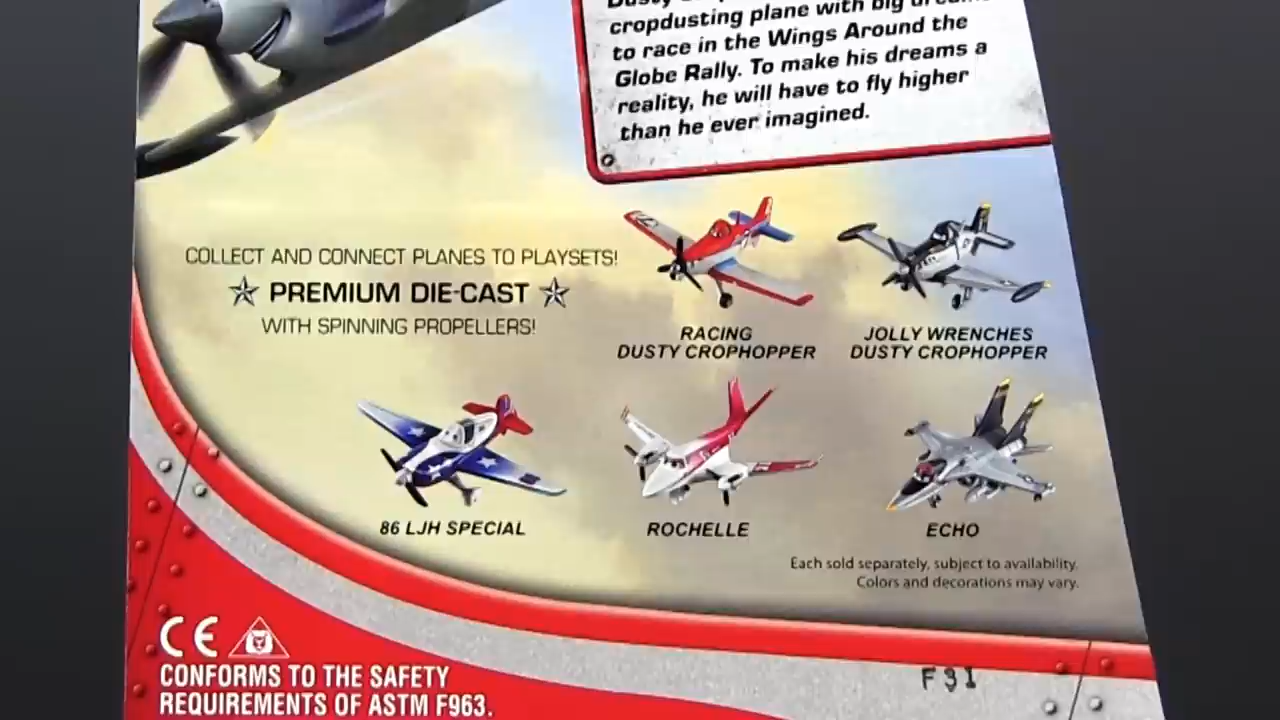 cropdusting plane with big
to race in the Wings Around the
Globe Rally. To make his dreams a
reality, he will have to fly higher
than he ever imagined.
COLLECT AND CONNECT PLANES TO PLAYSETS!
PREMIUM DIE-CAST
WITH SPINNING PROPELLERS!
RACING
DUSTY CROPHOPPER
JOLLY WRENCHES
DUSTY CROPHOPPER
86 LJH SPECIAL
ROCHELLE
ECHO
Each sold separately, subject to availability.
Colors and decorations may vary.
CE
CONFORMS TO THE SAFETY
REQUIREMENTS OF ASTM F963.
F31